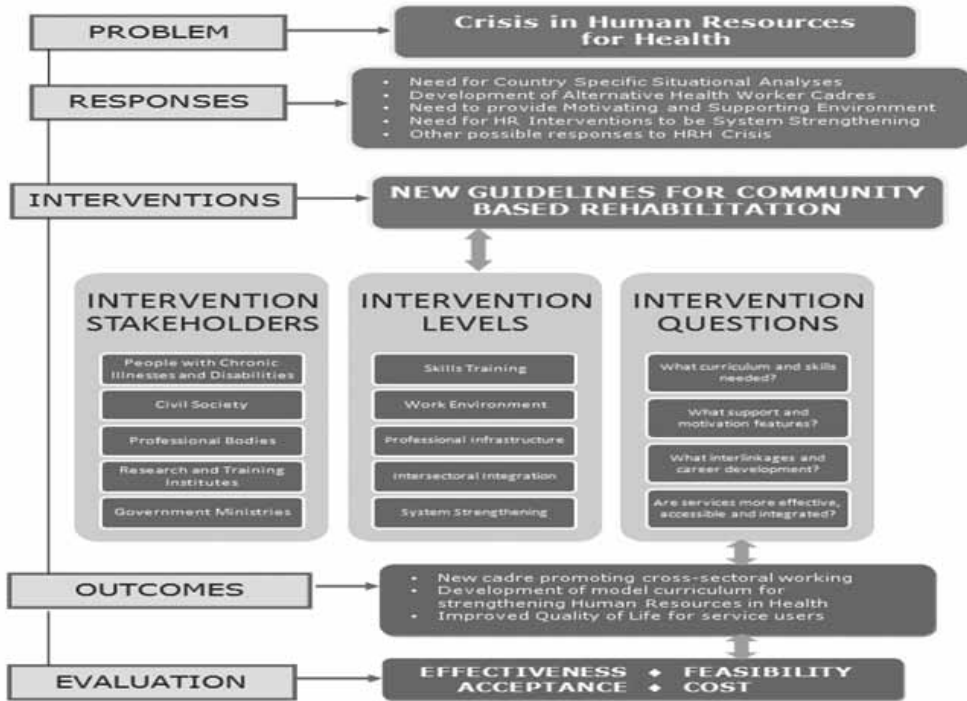 PROBLEM
Crisis in Human Resources
for Health
RESPONSES
• Need for Country Specific Situational Analyses
• Development of Alternative Health Worker Cadres
• Need to provide Motivating and Supporting Environment
• Need for HR Interventions to be System Strengthening
• Other possible responses to HRH Crisis
INTERVENTIONS
NEW GUIDELINES FOR COMMUNITY
BASED REHABILITATION
INTERVENTION
STAKEHOLDERS
People with Chronic
Illnesses and Disabilities
Civil Society
Professional Bodies
Research and Training
Institutes
Government Ministries
INTERVENTION
LEVELS
Skills Training
Work Environment
Professional Infrastructure
Intersectoral Integration
System Strengthening
INTERVENTION
QUESTIONS
What curriculum and skills
needed?
What support and
motivation features?
What interlinkages and
career development?
Are services more effective,
accessible and integrated?
OUTCOMES
• New cadre promoting cross-sectoral working
• Development of model curriculum for
strengthening Human Resources in Health
• Improved Quality of Life for service users
EVALUATION
EFFECTIVENESS ◆ FEASIBILITY
ACCEPTANCE ◆ COST